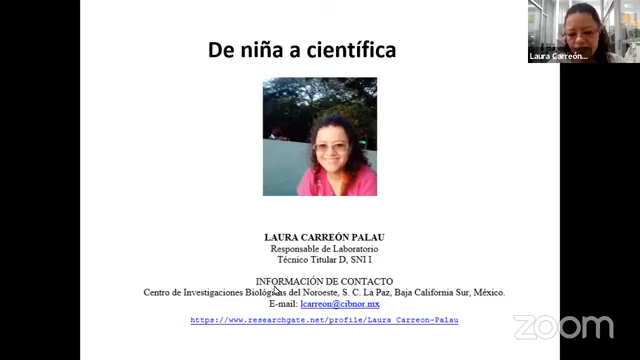 De niña a científica
Laura Carreón...
LAURA CARREÓN PALAU
Responsable de Laboratorio
Técnico Titular D, SNI I
INFORMACIÓN DE CONTACTO
Centro de Investigaciones Biológicas del Noroeste, S. C. La Paz, Baja California Sur, México.
E-mail: lcarreon@cibnor.mx
https://www.researchgate.net/profile/Laura_Carreon-Palau
zoom